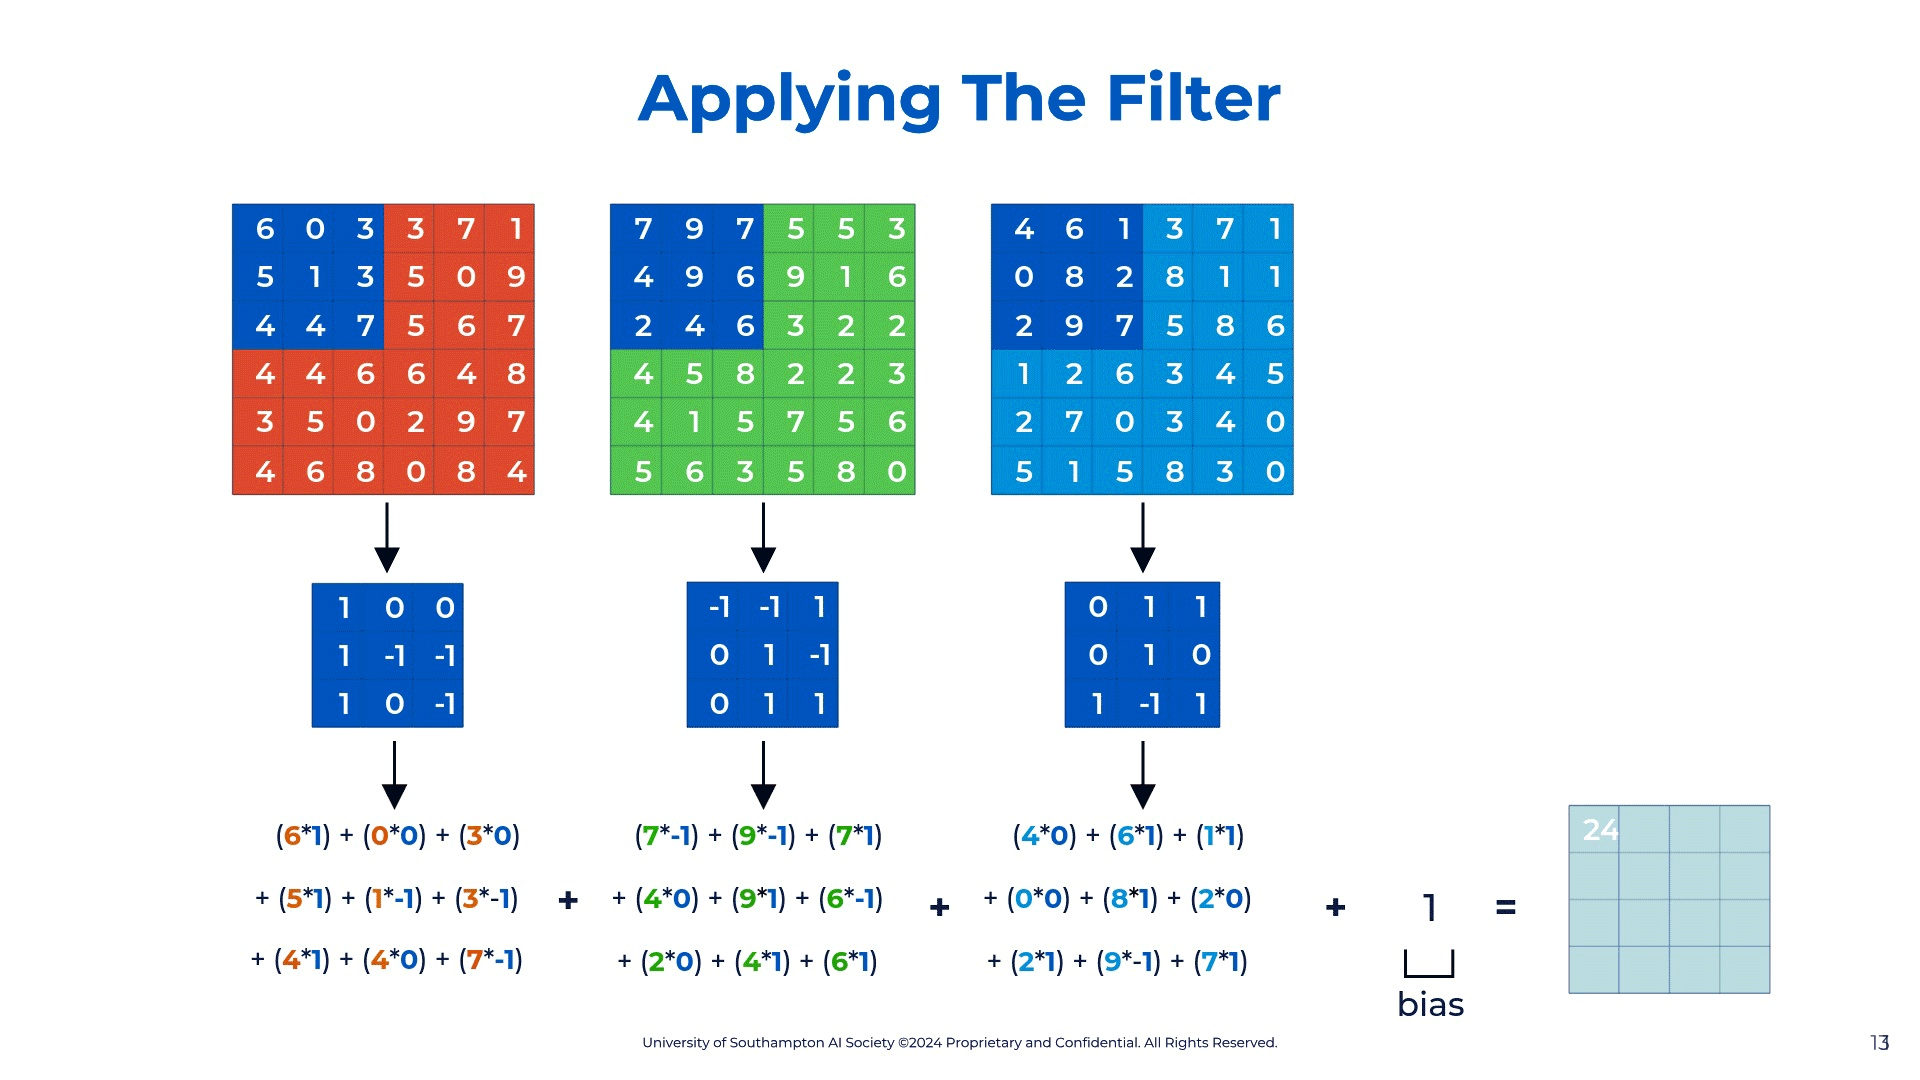 Applying The Filter
6 0 3 3 7 1
5 1 3 5 0 9
4 4 7 5 6 7
4 4 6 6 4 8
3 5 0 2 9 7
4 6 8 0 8 4
7 9 7 5 5 3
4 9 6 9 1 6
2 4 6 3 2 2
4 5 8 2 2 3
4 1 5 7 5 6
5 6 3 5 8 0
4 6 1 3 7 1
0 8 2 8 1 1
2 9 7 5 8 6
1 2 6 3 4 5
2 7 0 3 4 0
5 1 5 8 3 0
1 0 0
1 -1 -1
1 0 -1
-1 -1 1
0 1 -1
0 1 1
0 1 1
0 1 0
1 -1 1
(6*1) + (0*0) + (3*0)
+ (5*1) + (1*-1) + (3*-1)
+ (4*1) + (4*0) + (7*-1)
+
(7*-1) + (9*-1) + (7*1)
+ (4*0) + (9*1) + (6*-1)
+ (2*0) + (4*1) + (6*1)
+
(4*0) + (6*1) + (1*1)
+ (0*0) + (8*1) + (2*0)
+ (2*1) + (9*-1) + (7*1)
+ 1 =
bias
24
University of Southampton AI Society ©2024 Proprietary and Confidential. All Rights Reserved.